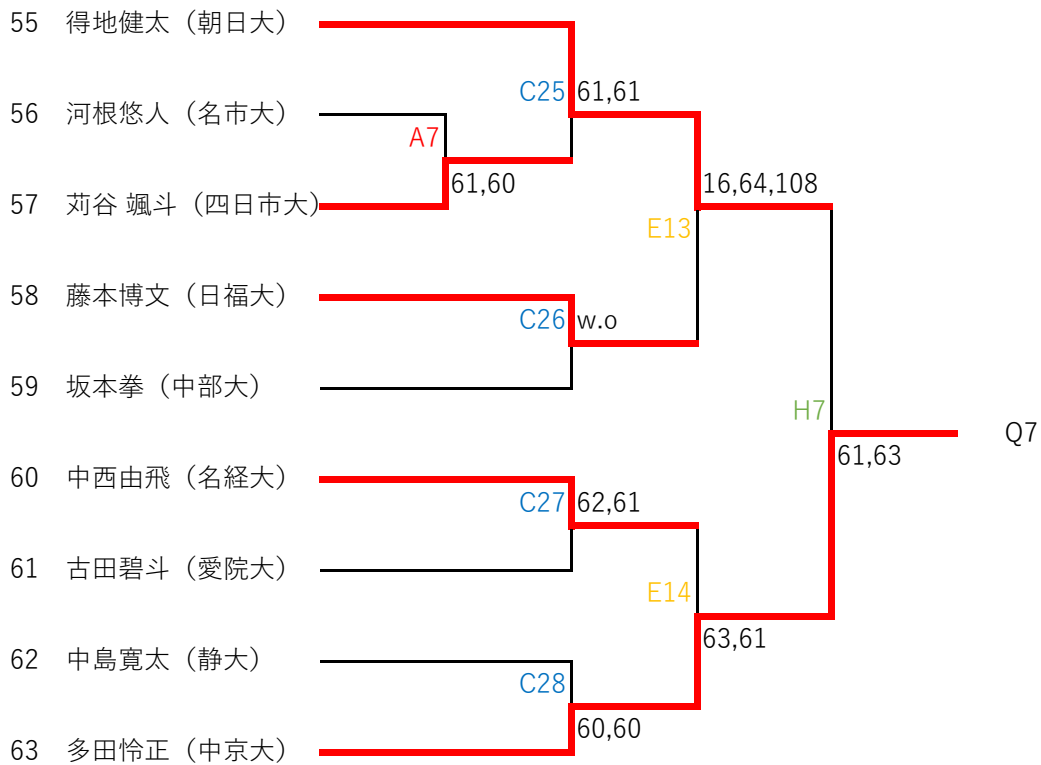 55 得地健太（朝日大）
C25 61,61
56 河根悠人（名市大）
A7
61,60
16,64,108
57 苅谷 颯斗（四日市大）
E13
58 藤本博文（日福大）
C26 w.o
59 坂本拳（中部大）
H7
Q7
61,63
60 中西由飛（名経大）
C27 62,61
61 古田碧斗（愛院大）
E14
63,61
62 中島寛太（静大）
C28
60,60
63 多田怜正（中京大）